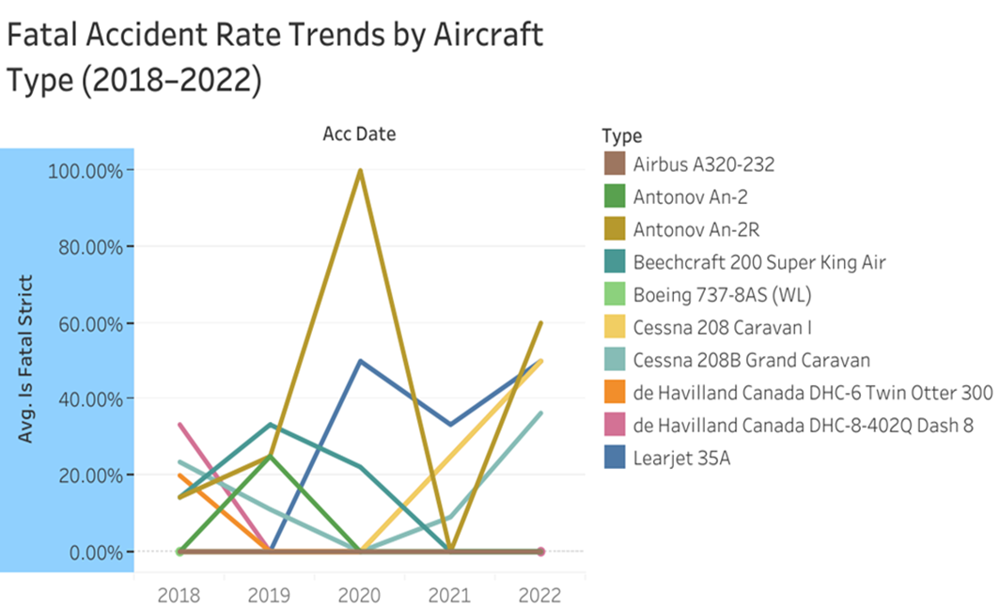 Fatal Accident Rate Trends by Aircraft
Type (2018–2022)
Acc Date
Avg. Is Fatal Strict
100.00%
80.00%
60.00%
40.00%
20.00%
0.00%
2018
2019
2020
2021
2022
Type
Airbus A320-232
Antonov An-2
Antonov An-2R
Beechcraft 200 Super King Air
Boeing 737-8AS (WL)
Cessna 208 Caravan I
Cessna 208B Grand Caravan
de Havilland Canada DHC-6 Twin Otter 300
de Havilland Canada DHC-8-402Q Dash 8
Learjet 35A